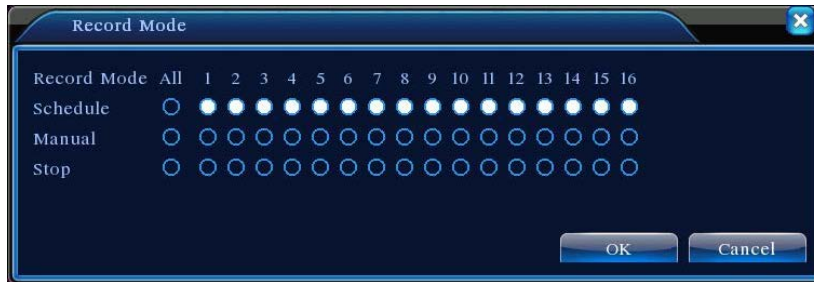 Record Mode
Record Mode All 1 2 3 4 5 6 7 8 9 10 11 12 13 14 15 16
Schedule
Manual
Stop
OK Cancel